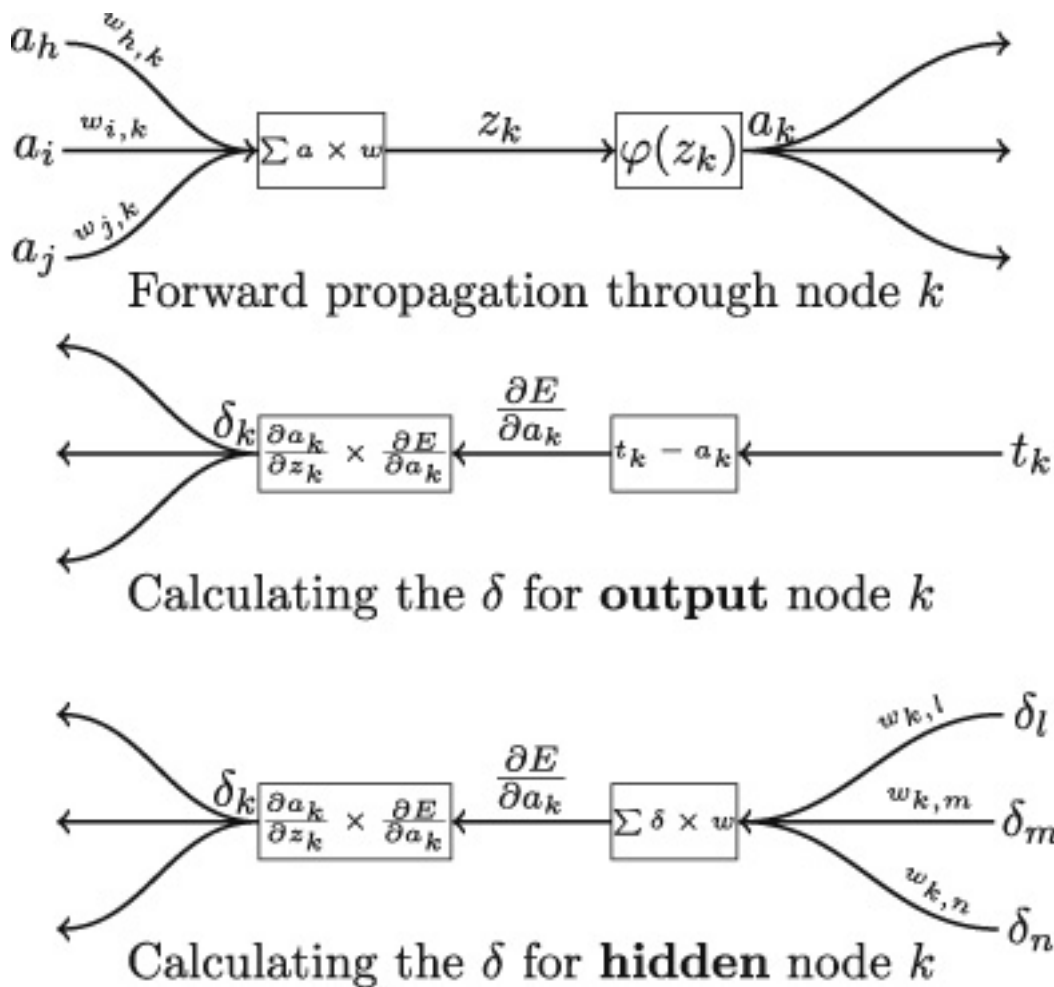 a_h w_{h,k}
a_i w_{i,k} ∑ a × w z_k φ(z_k) a_k
a_j w_{j,k}
Forward propagation through node k
δ_k ∂a_k/∂z_k × ∂E/∂a_k ∂E/∂a_k t_k − a_k t_k
Calculating the δ for output node k
w_{k,l} δ_l
δ_k ∂a_k/∂z_k × ∂E/∂a_k ∂E/∂a_k ∑ δ × w w_{k,m} δ_m
w_{k,n} δ_n
Calculating the δ for hidden node k